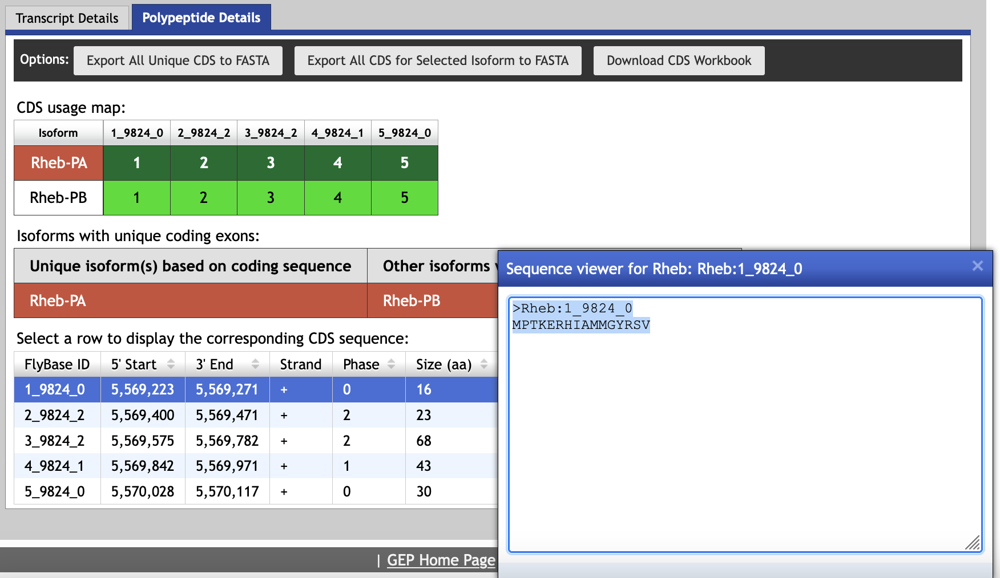 Transcript Details Polypeptide Details
Options: Export All Unique CDS to FASTA Export All CDS for Selected Isoform to FASTA Download CDS Workbook
CDS usage map:
Isoform 1_9824_0 2_9824_2 3_9824_2 4_9824_1 5_9824_0
Rheb-PA 1 2 3 4 5
Rheb-PB 1 2 3 4 5
Isoforms with unique coding exons:
Unique isoform(s) based on coding sequence Other isoforms
Rheb-PA Rheb-PB
Select a row to display the corresponding CDS sequence:
FlyBase ID 5' Start 3' End Strand Phase Size (aa)
1_9824_0 5,569,223 5,569,271 + 0 16
2_9824_2 5,569,400 5,569,471 + 2 23
3_9824_2 5,569,575 5,569,782 + 2 68
4_9824_1 5,569,842 5,569,971 + 1 43
5_9824_0 5,570,028 5,570,117 + 0 30
Sequence viewer for Rheb: Rheb:1_9824_0 ×
>Rheb:1_9824_0
MPTKERHIAMMGYRSV
| GEP Home Page